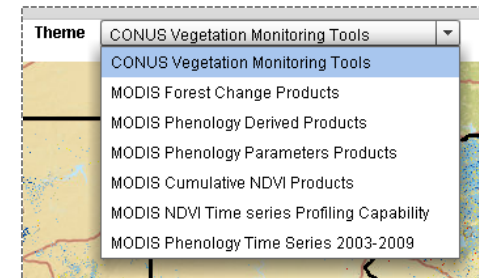 Theme CONUS Vegetation Monitoring Tools
CONUS Vegetation Monitoring Tools
MODIS Forest Change Products
MODIS Phenology Derived Products
MODIS Phenology Parameters Products
MODIS Cumulative NDVI Products
MODIS NDVI Time series Profiling Capability
MODIS Phenology Time Series 2003-2009